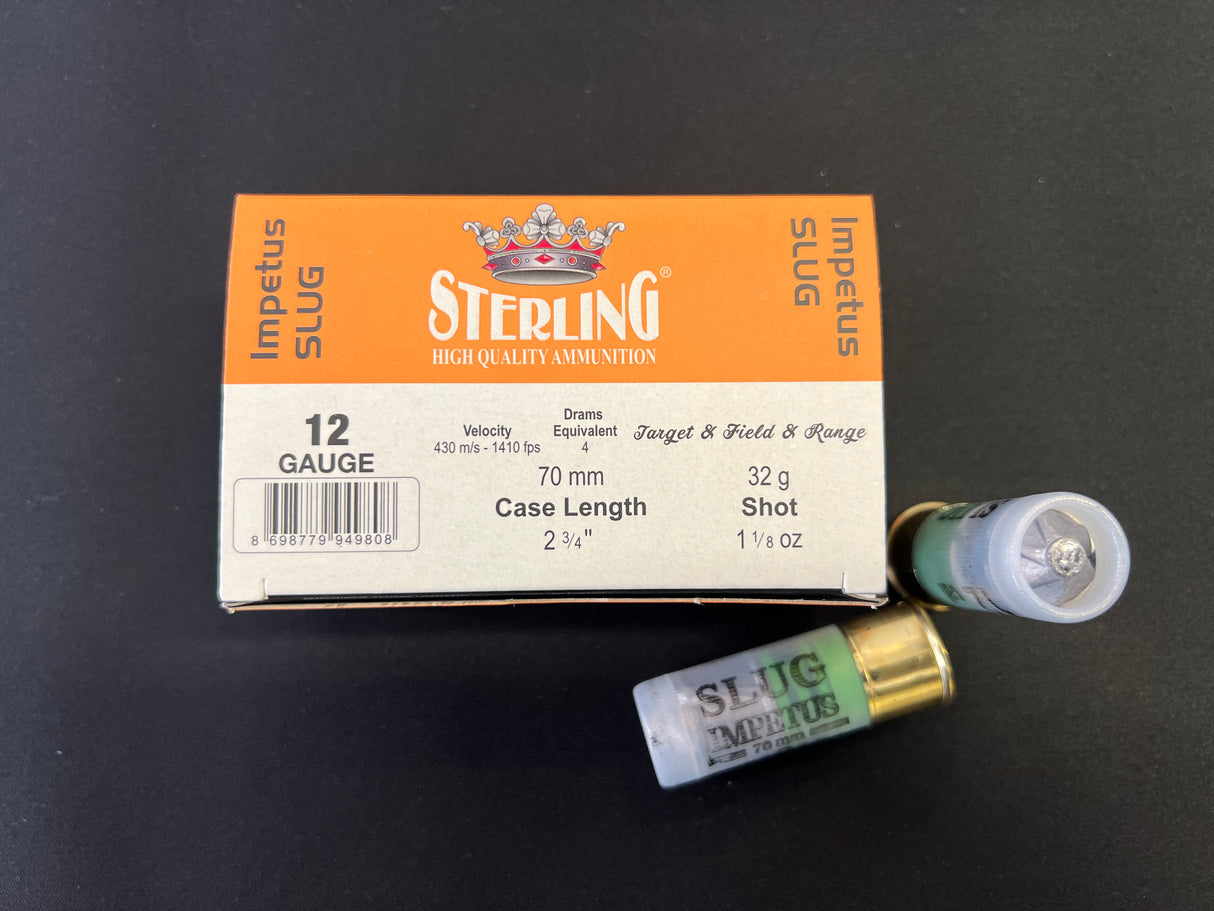 Impetus
SLUG
STERLING®
HIGH QUALITY AMMUNITION
Impetus
SLUG
12
GAUGE
8 698779 949808
Velocity
430 m/s - 1410 fps
Drams
Equivalent
4
Target & Field & Range
70 mm
Case Length
2 3/4"
32 g
Shot
1 1/8 oz
SLUG
IMPETUS
70 mm